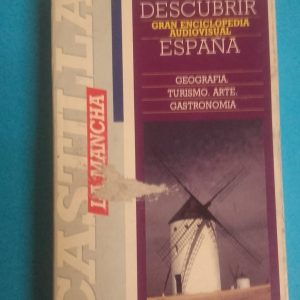 DESCUBRIR
GRAN ENCICLOPEDIA
AUDIOVISUAL
ESPAÑA
GEOGRAFIA.
TURISMO. ARTE.
GASTRONOMIA
CASTILLA
LA MANCHA